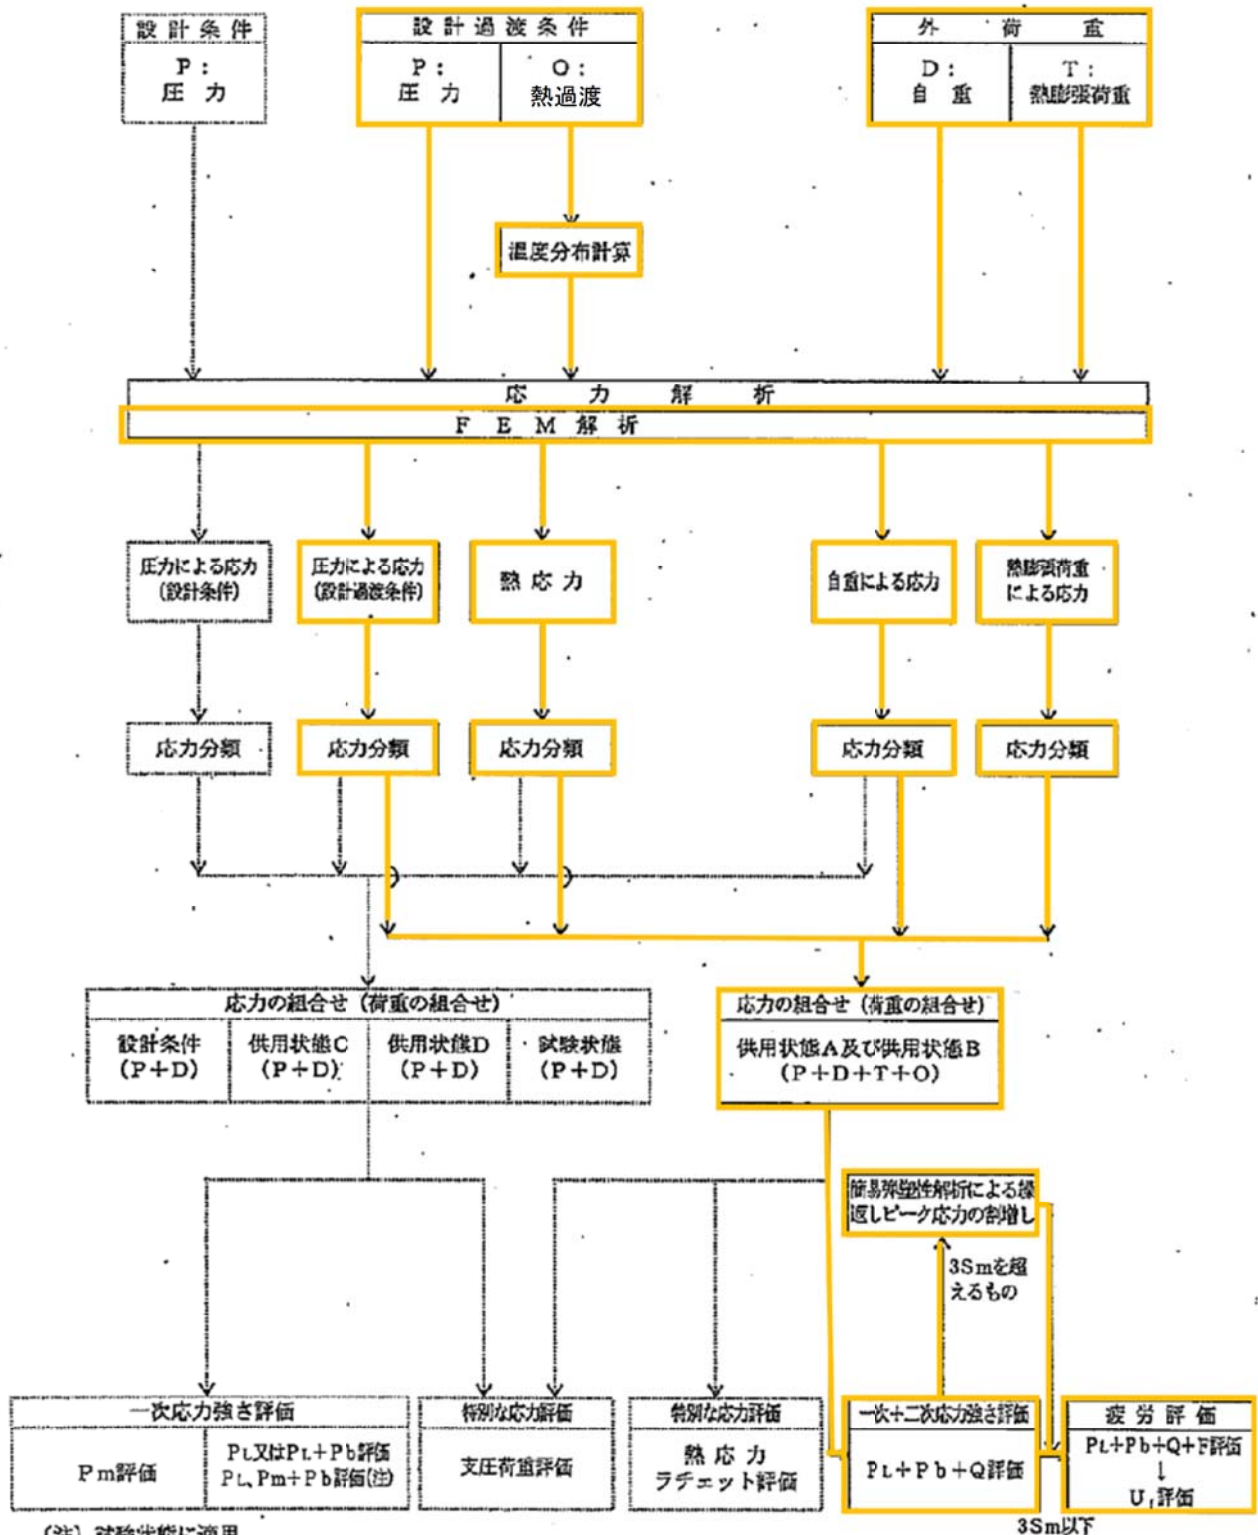 設計条件
P：
圧力
設計過渡条件
P：
圧力
O：
熱過渡
外荷重
D：
自重
T：
熱膨張荷重
温度分布計算
応力解析
FEM解析
圧力による応力
(設計条件)
圧力による応力
(設計過渡条件)
熱応力
自重による応力
熱膨張荷重
による応力
応力分類
応力分類
応力分類
応力分類
応力分類
応力の組合せ（荷重の組合せ）
設計条件
(P+D)
供用状態C
(P+D)
供用状態D
(P+D)
試験状態
(P+D)
応力の組合せ（荷重の組合せ）
供用状態A及び供用状態B
(P+D+T+O)
簡易弾塑性解析による繰
返しピーク応力の割増し
3Smを超
えるもの
一次応力強さ評価
Pm評価
PL又はPL+Pb評価
PL、Pm+Pb評価(注)
特別な応力評価
支圧荷重評価
特別な応力評価
熱応力
ラチェット評価
一次+二次応力強さ評価
PL+Pb+Q評価
疲労評価
PL+Pb+Q+F評価
↓
Uf評価
3Sm以下
(注) 試験状態に適用